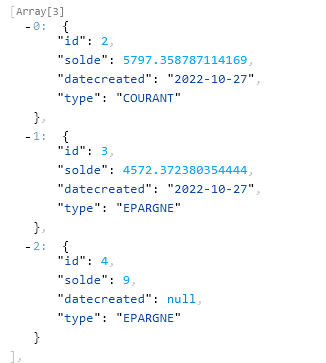 [Array[3]
-0: {
"id": 2,
"solde": 5797.358787114169,
"datecreated": "2022-10-27",
"type": "COURANT"
},
-1: {
"id": 3,
"solde": 4572.372380354444,
"datecreated": "2022-10-27",
"type": "EPARGNE"
},
-2: {
"id": 4,
"solde": 9,
"datecreated": null,
"type": "EPARGNE"
}
],